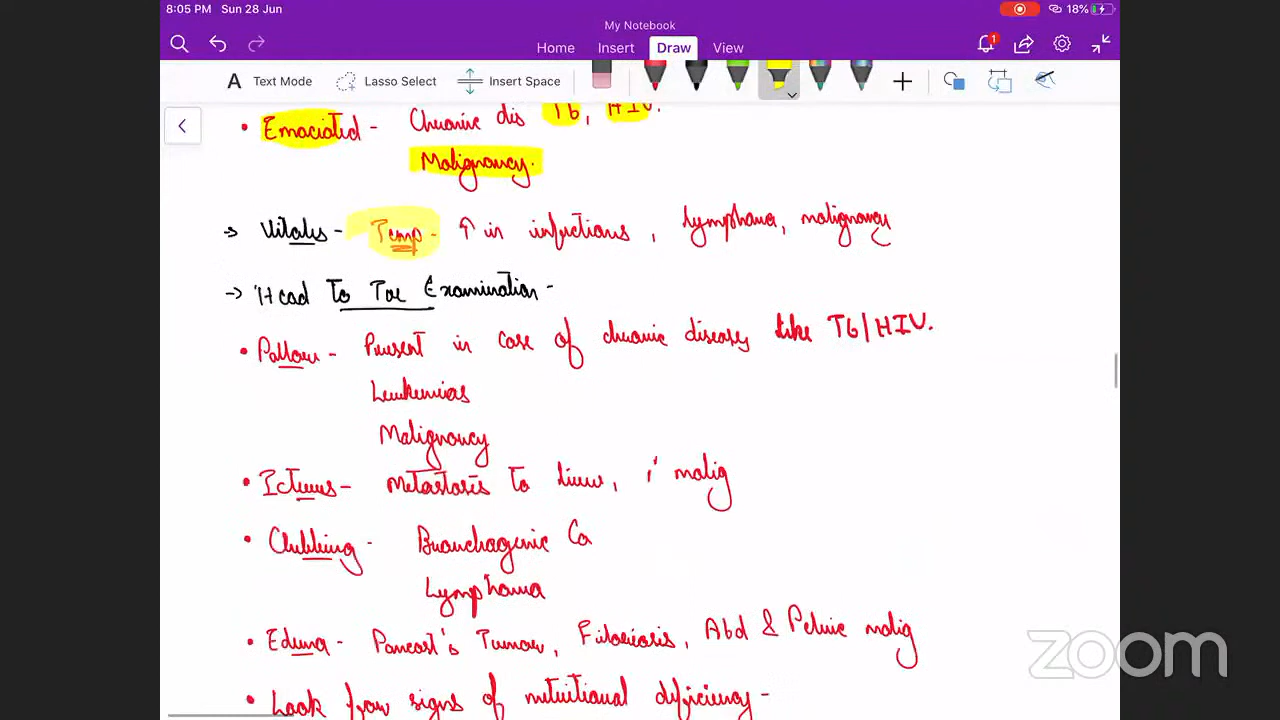 8:05 PM Sun 28 Jun 18%
My Notebook
Home Insert Draw View
1
A Text Mode Lasso Select Insert Space
• Emaciated - Chronic dis Tb, HIV.
Malignancy.
→ Vitals - Temp - ↑ in infections, lymphoma, malignancy
→ Head To Toe Examination -
• Pallor - Present in case of chronic diseases like Tb/HIV.
Leukemias
Malignancy
• Icterus - Metastasis to liver, i malig
• Clubbing - Bronchogenic Ca
Lymphoma
• Edema - Pancoast's Tumor, Filariasis, Abd & Pelvic malig
• Look for signs of nutritional deficiency -
zoom